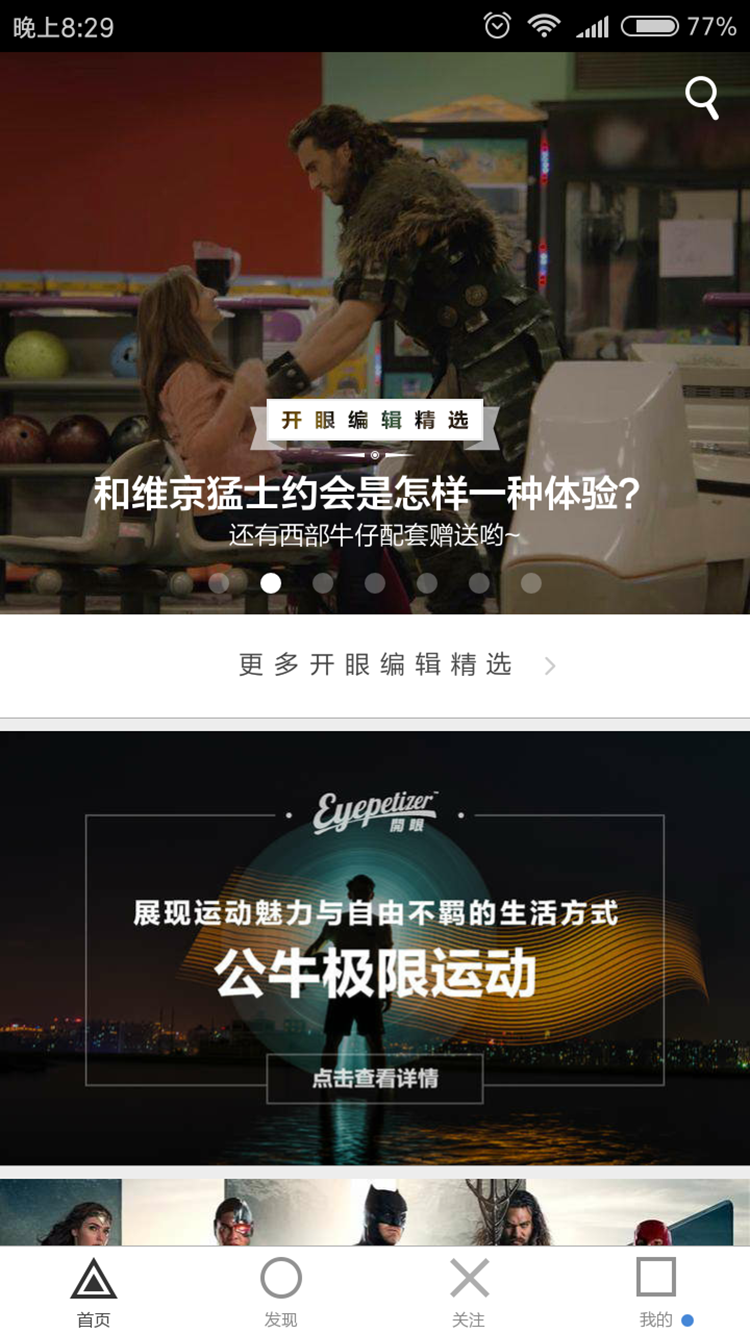 晚上8:29
77%
开眼编辑精选
和维京猛士约会是怎样一种体验?
还有西部牛仔配套赠送哟~
更多开眼编辑精选
Eyepetizer™
開眼
展现运动魅力与自由不羁的生活方式
公牛极限运动
点击查看详情
首页
发现
关注
我的